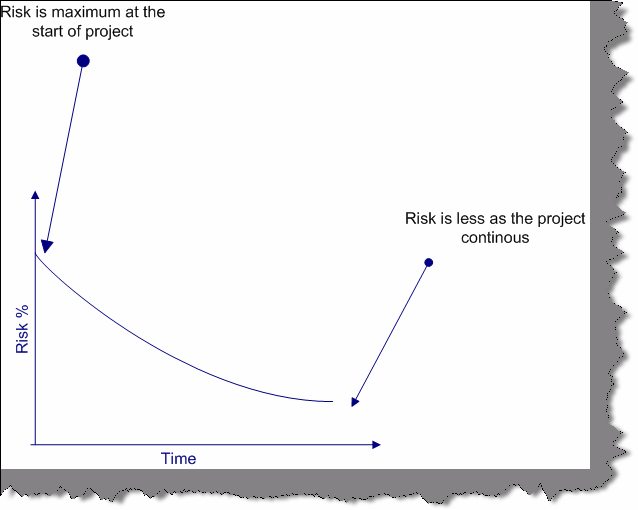 Risk is maximum at the
start of project
Risk is less as the project
continous
Risk %
Time